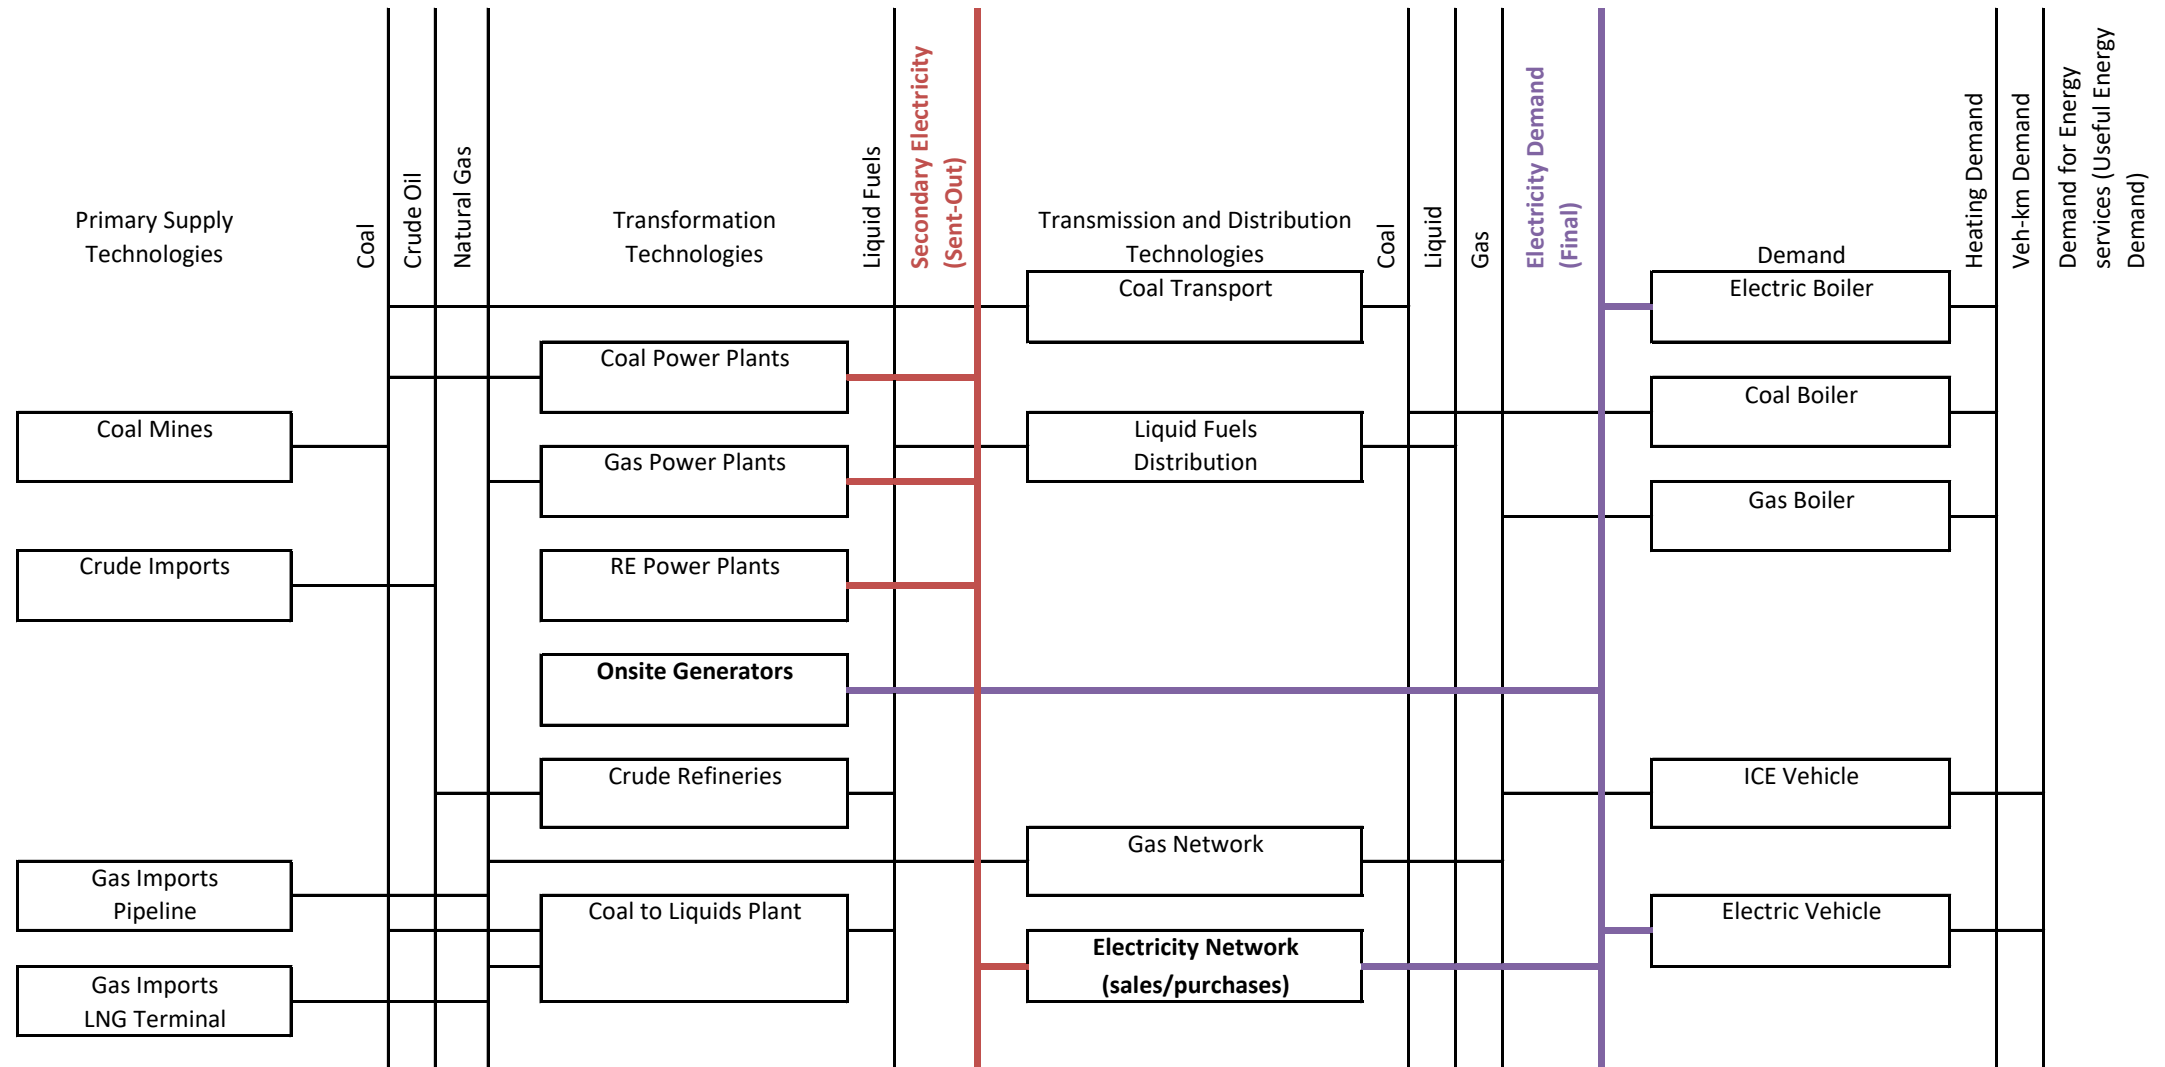 Primary Supply
Technologies
Coal
Crude Oil
Natural Gas
Transformation
Technologies
Liquid Fuels
Secondary Electricity
(Sent-Out)
Transmission and Distribution
Technologies
Coal
Liquid
Gas
Electricity Demand
(Final)
Demand
Heating Demand
Veh-km Demand
Demand for Energy
services (Useful Energy
Demand)
Coal Mines
Crude Imports
Gas Imports
Pipeline
Gas Imports
LNG Terminal
Coal Power Plants
Gas Power Plants
RE Power Plants
Onsite Generators
Crude Refineries
Coal to Liquids Plant
Coal Transport
Liquid Fuels
Distribution
Gas Network
Electricity Network
(sales/purchases)
Electric Boiler
Coal Boiler
Gas Boiler
ICE Vehicle
Electric Vehicle